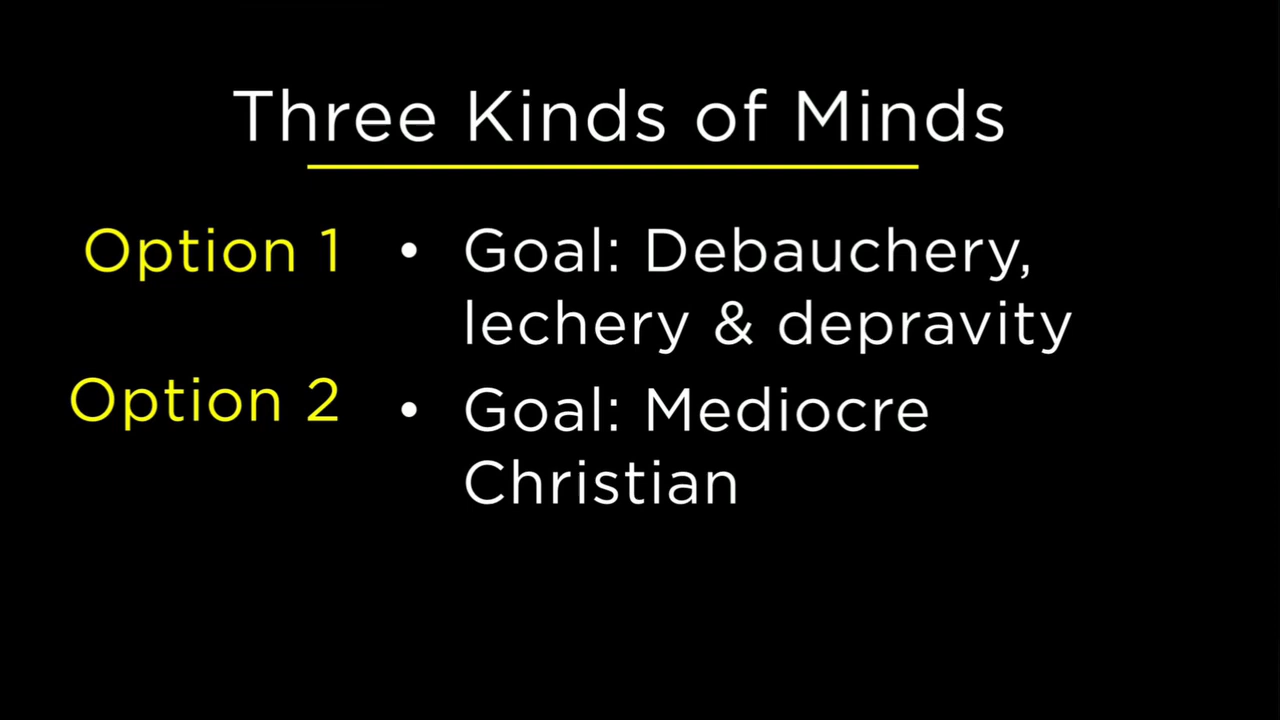 Three Kinds of Minds
Option 1 • Goal: Debauchery,
lechery & depravity
Option 2 • Goal: Mediocre
Christian